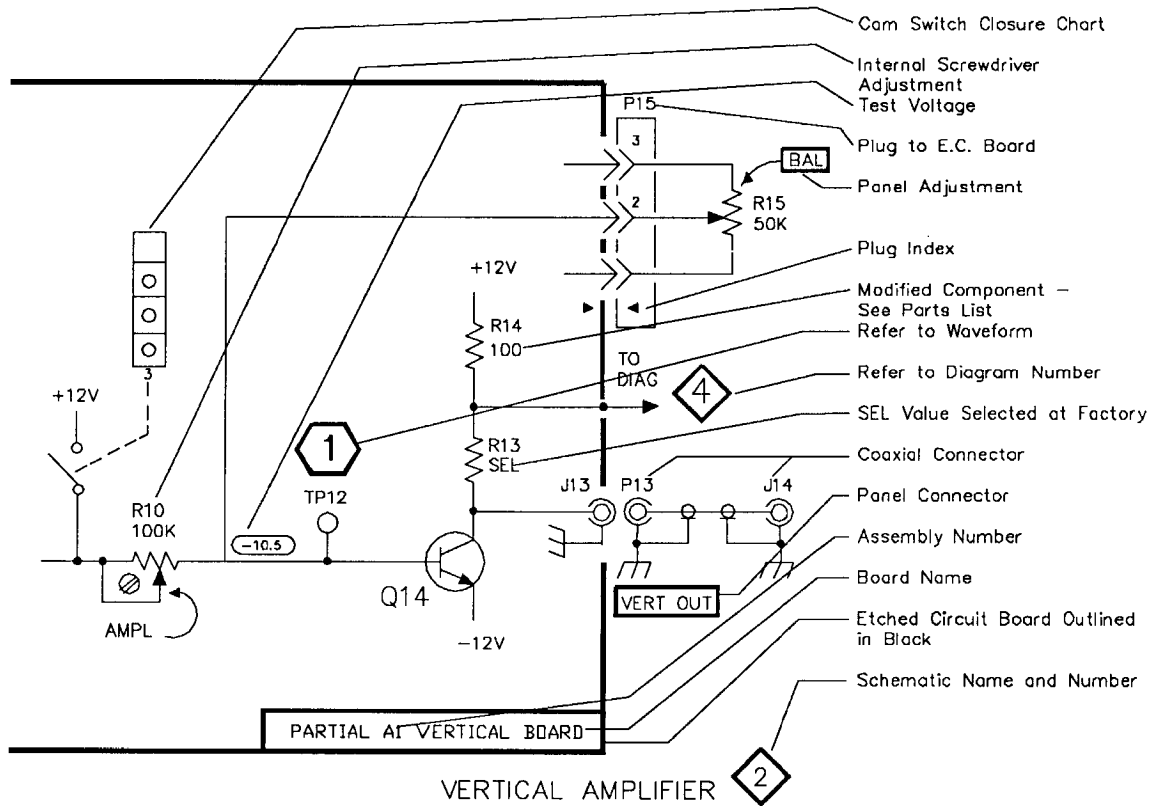 Cam Switch Closure Chart
Internal Screwdriver
Adjustment
Test Voltage
P15
Plug to E.C. Board
3
BAL
Panel Adjustment
2
R15
50K
+12V
Plug Index
R14
100
Modified Component –
See Parts List
Refer to Waveform
3
TO
DIAG
4
Refer to Diagram Number
+12V
1
R13
SEL
SEL Value Selected at Factory
TP12
J13
P13
J14
Coaxial Connector
R10
100K
-10.5
Panel Connector
Assembly Number
Q14
VERT OUT
Board Name
AMPL
-12V
Etched Circuit Board Outlined
in Black
Schematic Name and Number
PARTIAL A1 VERTICAL BOARD
VERTICAL AMPLIFIER
2